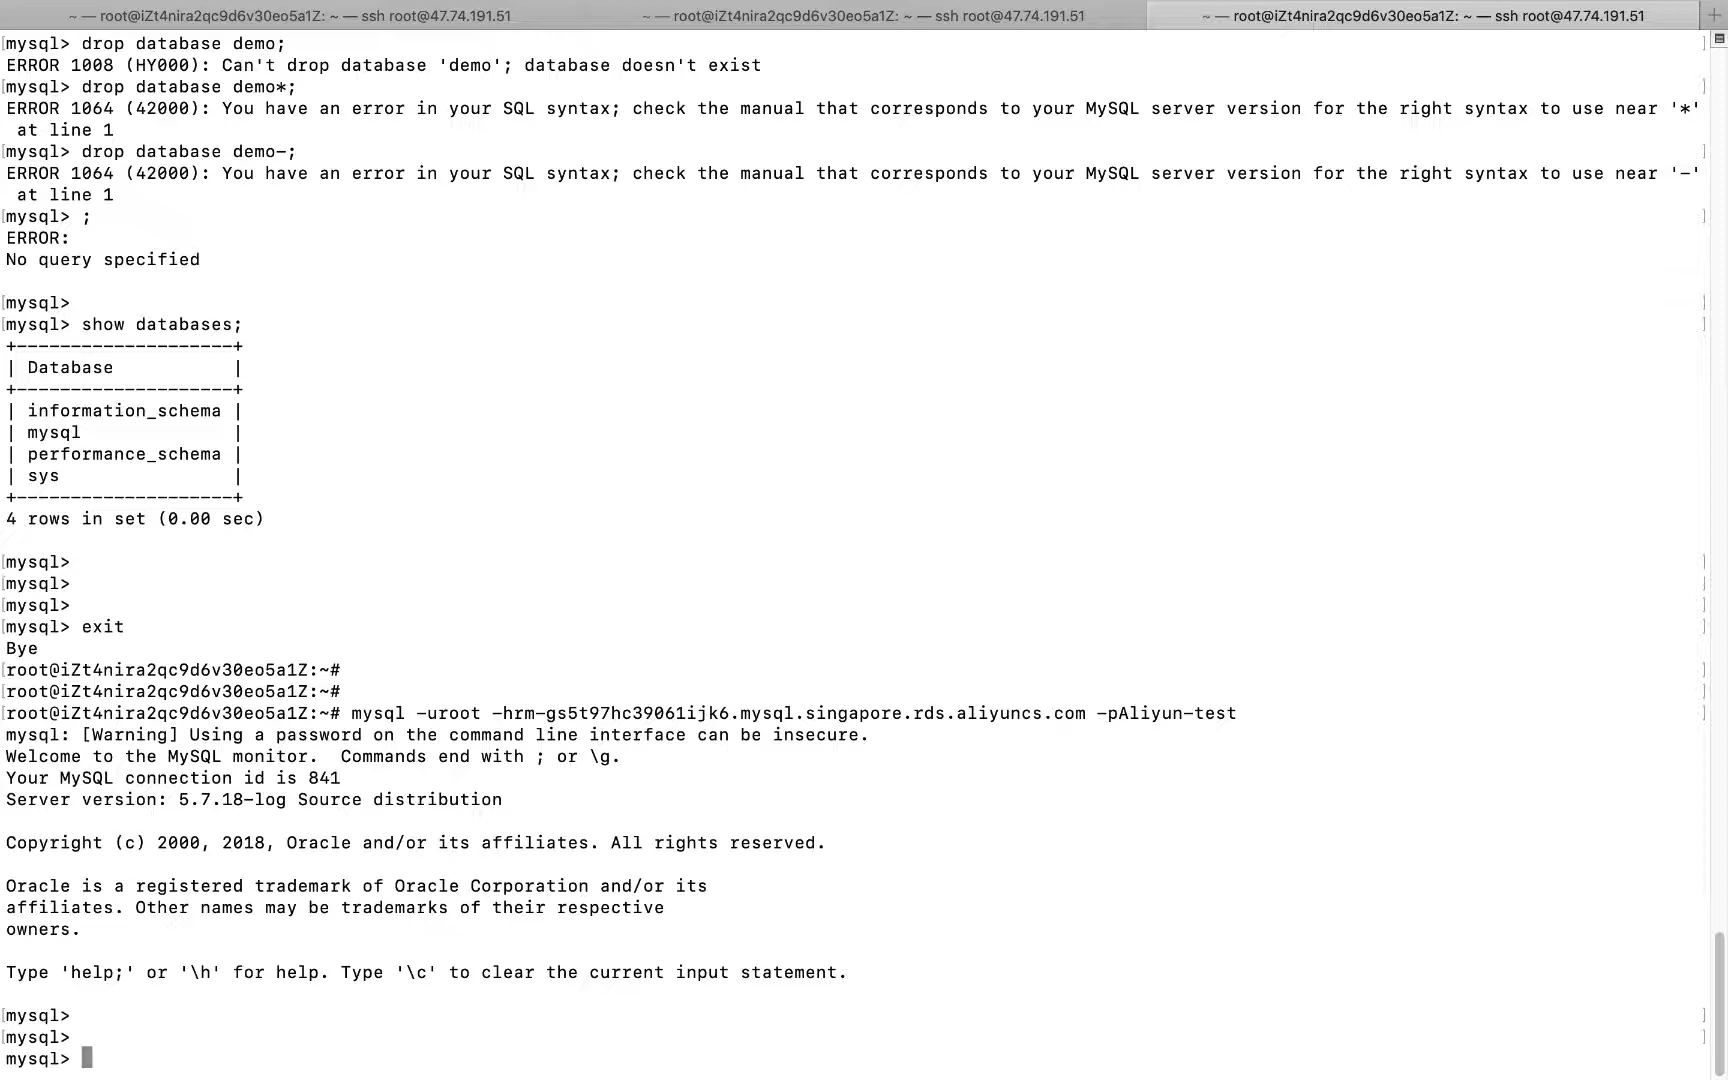 ~ — root@iZt4nira2qc9d6v30eo5a1Z: ~ — ssh root@47.74.191.51
~ — root@iZt4nira2qc9d6v30eo5a1Z: ~ — ssh root@47.74.191.51
~ — root@iZt4nira2qc9d6v30eo5a1Z: ~ — ssh root@47.74.191.51
mysql> drop database demo;
ERROR 1008 (HY000): Can't drop database 'demo'; database doesn't exist
mysql> drop database demo*;
ERROR 1064 (42000): You have an error in your SQL syntax; check the manual that corresponds to your MySQL server version for the right syntax to use near '*'
at line 1
mysql> drop database demo-;
ERROR 1064 (42000): You have an error in your SQL syntax; check the manual that corresponds to your MySQL server version for the right syntax to use near '-'
at line 1
mysql> ;
ERROR:
No query specified
mysql>
mysql> show databases;
+--------------------+
| Database           |
+--------------------+
| information_schema |
| mysql              |
| performance_schema |
| sys                |
+--------------------+
4 rows in set (0.00 sec)
mysql>
mysql>
mysql>
mysql> exit
Bye
root@iZt4nira2qc9d6v30eo5a1Z:~#
root@iZt4nira2qc9d6v30eo5a1Z:~#
root@iZt4nira2qc9d6v30eo5a1Z:~# mysql -uroot -hrm-gs5t97hc39061ijk6.mysql.singapore.rds.aliyuncs.com -pAliyun-test
mysql: [Warning] Using a password on the command line interface can be insecure.
Welcome to the MySQL monitor.  Commands end with ; or \g.
Your MySQL connection id is 841
Server version: 5.7.18-log Source distribution
Copyright (c) 2000, 2018, Oracle and/or its affiliates. All rights reserved.
Oracle is a registered trademark of Oracle Corporation and/or its
affiliates. Other names may be trademarks of their respective
owners.
Type 'help;' or '\h' for help. Type '\c' to clear the current input statement.
mysql>
mysql>
mysql>